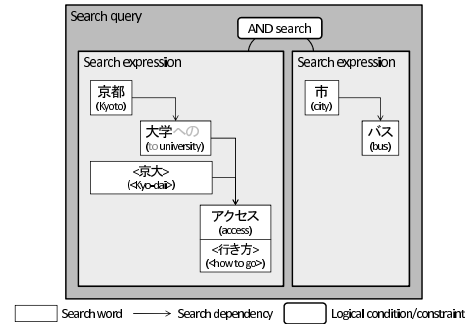 Search query
AND search
Search expression
京都
(Kyoto)
大学への
(to university)
<京大>
(<Kyo-dai>)
アクセス
(access)
<行き方>
(<how to go>)
Search expression
市
(city)
バス
(bus)
Search word
Search dependency
Logical condition/constraint